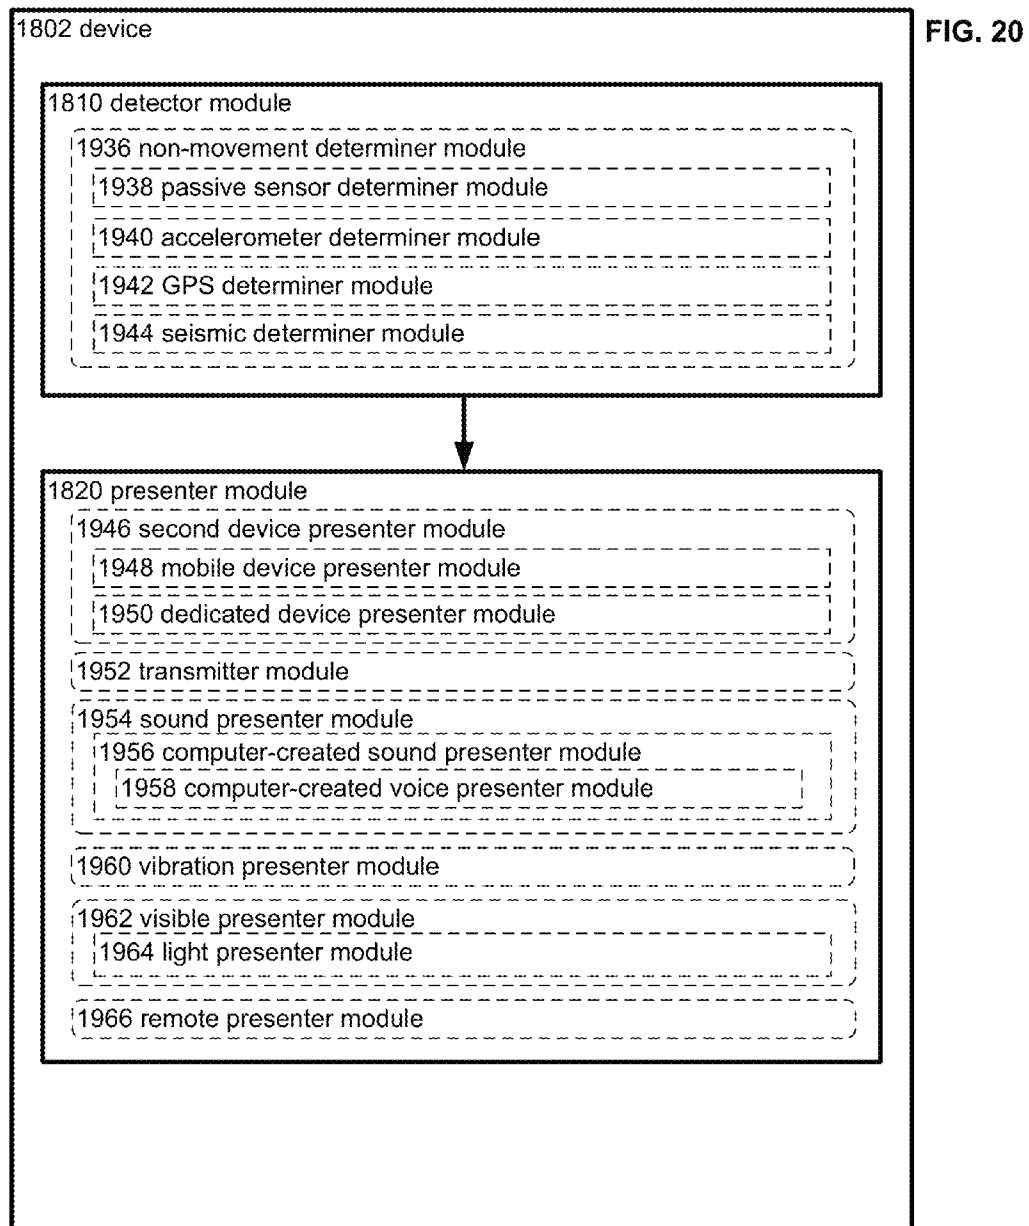 1802 device
FIG. 20
1810 detector module
1936 non-movement determiner module
1938 passive sensor determiner module
1940 accelerometer determiner module
1942 GPS determiner module
1944 seismic determiner module
1820 presenter module
1946 second device presenter module
1948 mobile device presenter module
1950 dedicated device presenter module
1952 transmitter module
1954 sound presenter module
1956 computer-created sound presenter module
1958 computer-created voice presenter module
1960 vibration presenter module
1962 visible presenter module
1964 light presenter module
1966 remote presenter module